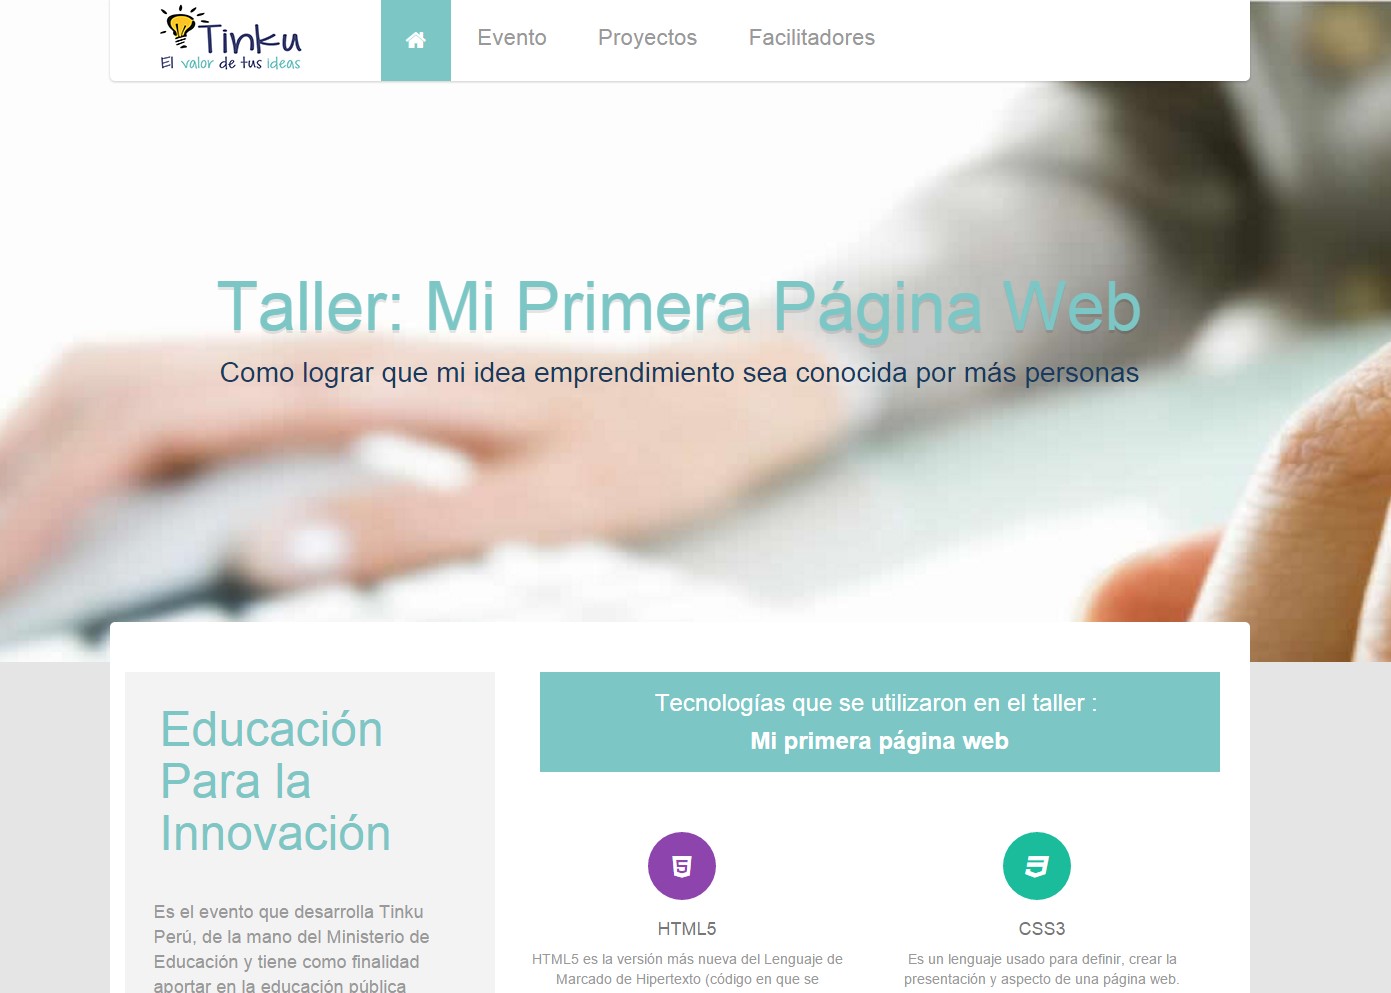 Tinku
El valor de tus ideas
Evento
Proyectos
Facilitadores
Taller: Mi Primera Página Web
Como lograr que mi idea emprendimiento sea conocida por más personas
Educación
Para la
Innovación
Es el evento que desarrolla Tinku
Perú, de la mano del Ministerio de
Educación y tiene como finalidad
aportar en la educación pública
Tecnologías que se utilizaron en el taller :
Mi primera página web
5
HTML5
HTML5 es la versión más nueva del Lenguaje de
Marcado de Hipertexto (código en que se
CSS3
Es un lenguaje usado para definir, crear la
presentación y aspecto de una página web.